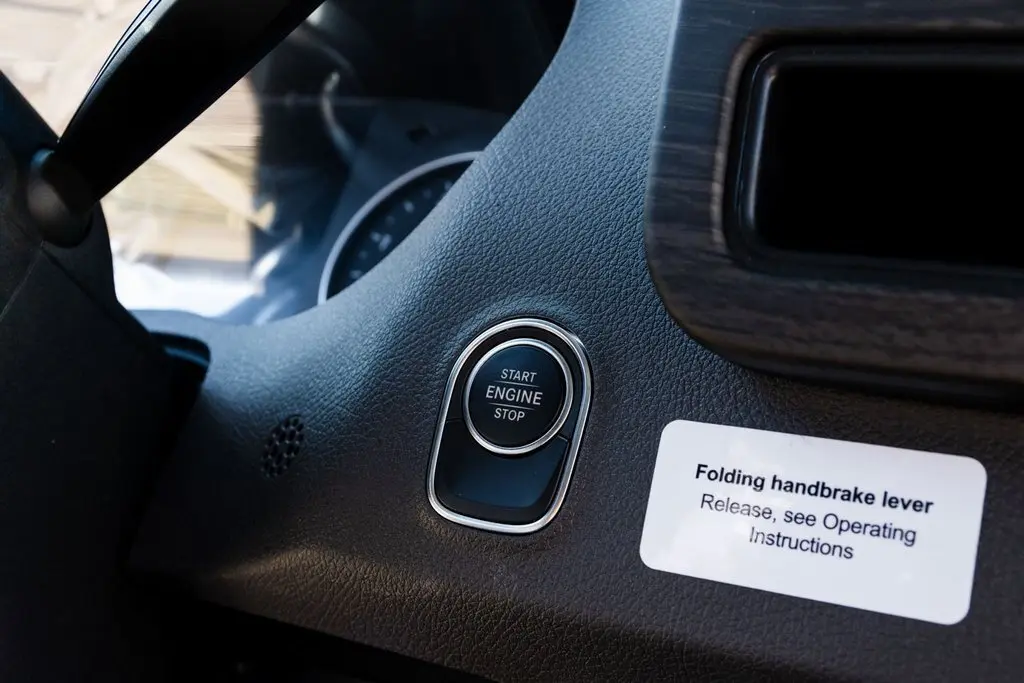 START
ENGINE
STOP
Folding handbrake lever
Release, see Operating
Instructions